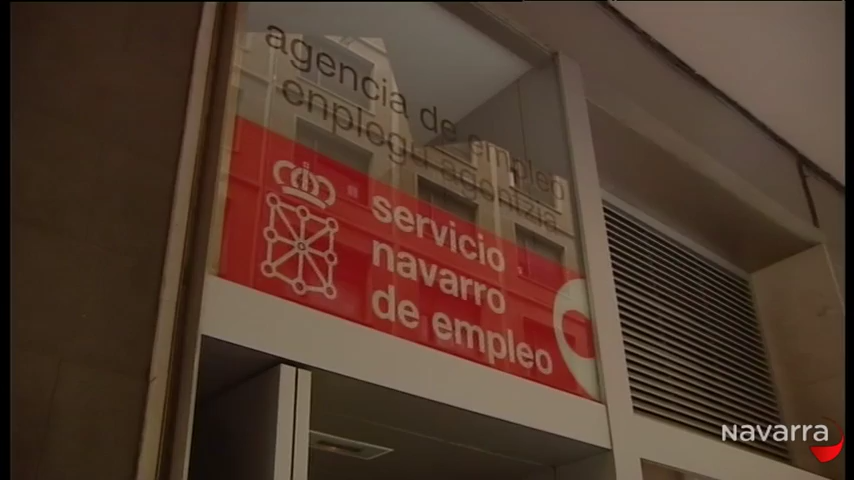 agencia de empleo
enplegu agentzia
servicio
navarro
de empleo
navarra